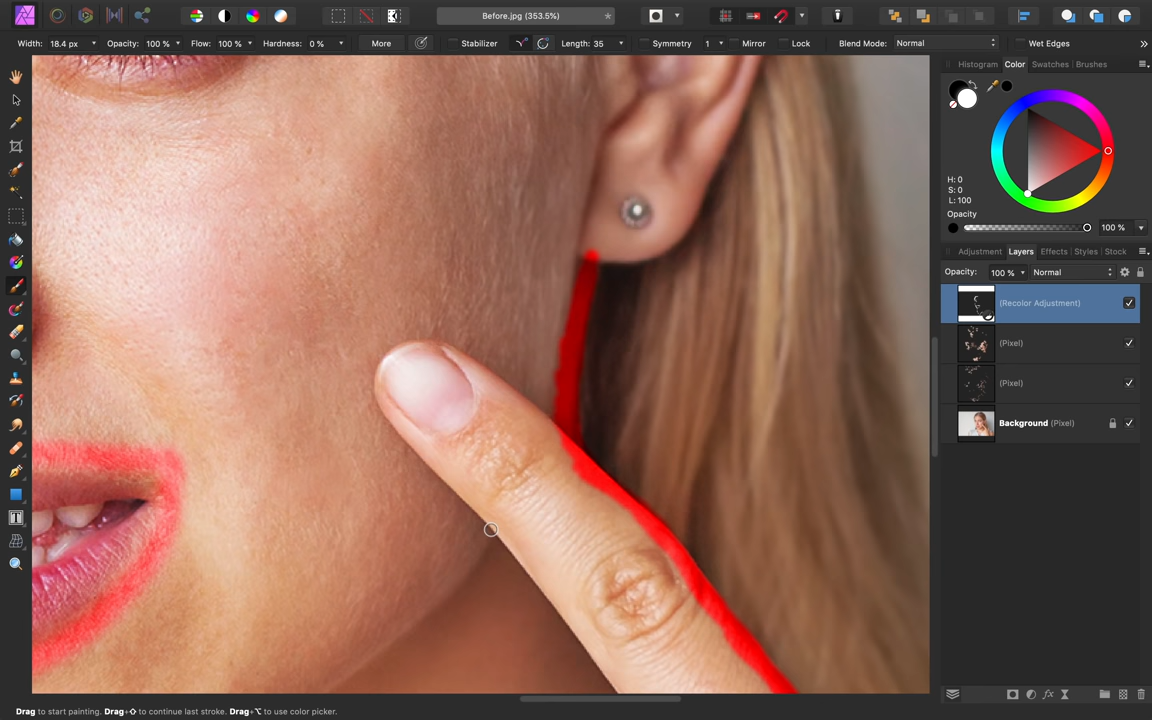 Before.jpg (353.5%)
Width: 18.4 px Opacity: 100 % Flow: 100 % Hardness: 0 % More Stabilizer Length: 35 Symmetry 1 Mirror Lock Blend Mode: Normal Wet Edges
Histogram Color Swatches Brushes
H: 0
S: 0
L: 100
Opacity
100 %
Adjustment Layers Effects Styles Stock
Opacity: 100 % Normal
(Recolor Adjustment)
(Pixel)
(Pixel)
Background (Pixel)
Drag to start painting. Drag+⇧ to continue last stroke. Drag+⌥ to use color picker.